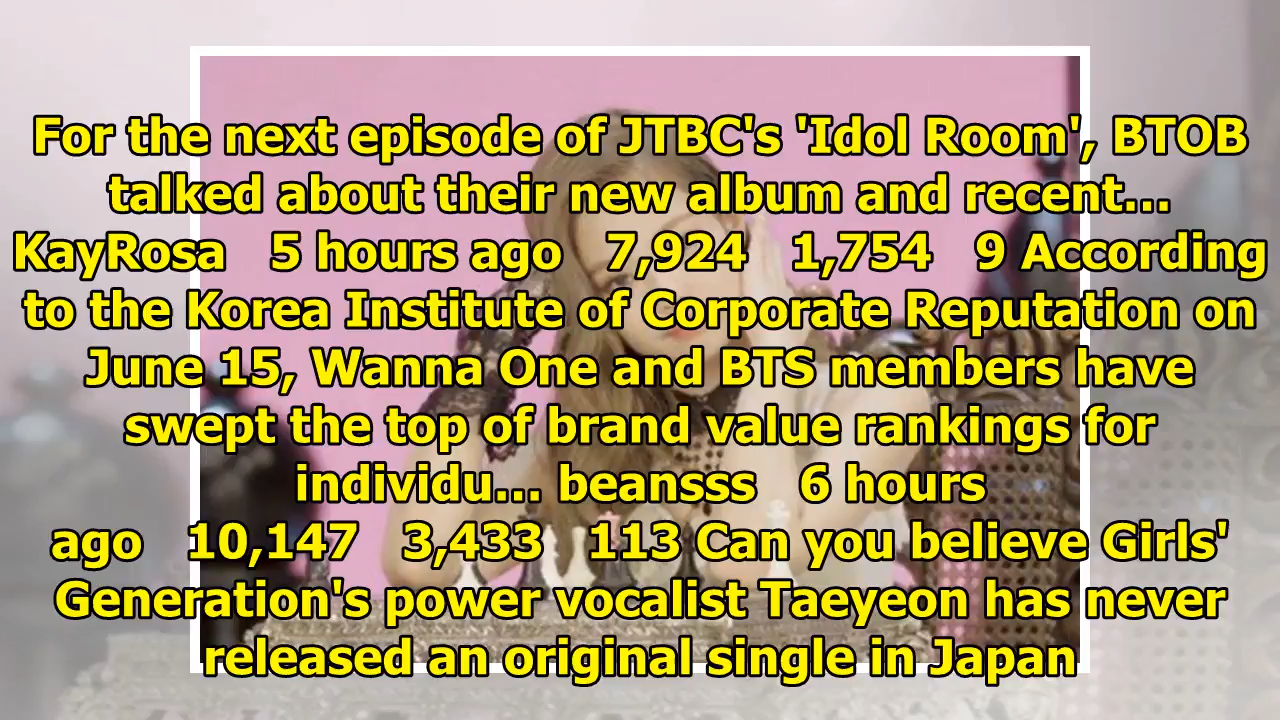 For the next episode of JTBC's 'Idol Room', BTOB
talked about their new album and recent...
KayRosa 5 hours ago 7,924 1,754 9 According
to the Korea Institute of Corporate Reputation on
June 15, Wanna One and BTS members have
swept the top of brand value rankings for
individu... beansss 6 hours
ago 10,147 3,433 113 Can you believe Girls'
Generation's power vocalist Taeyeon has never
released an original single in Japan